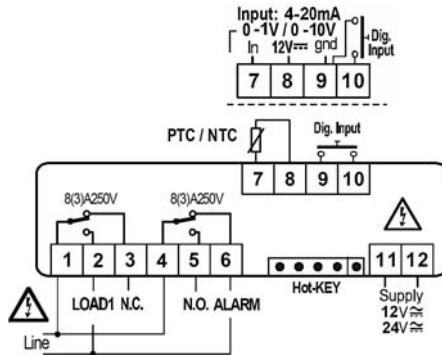 Input: 4-20mA
0 -1V / 0 -10V
In 12V⎓ gnd
Dig.
Input
7 8 9 10
PTC / NTC
Dig. Input
7 8 9 10
8(3)A250V 8(3)A250V
1 2 3 4 5 6
11 12
LOAD1 N.C. N.O. ALARM
Hot-KEY
Supply
12V≂
24V≂
Line